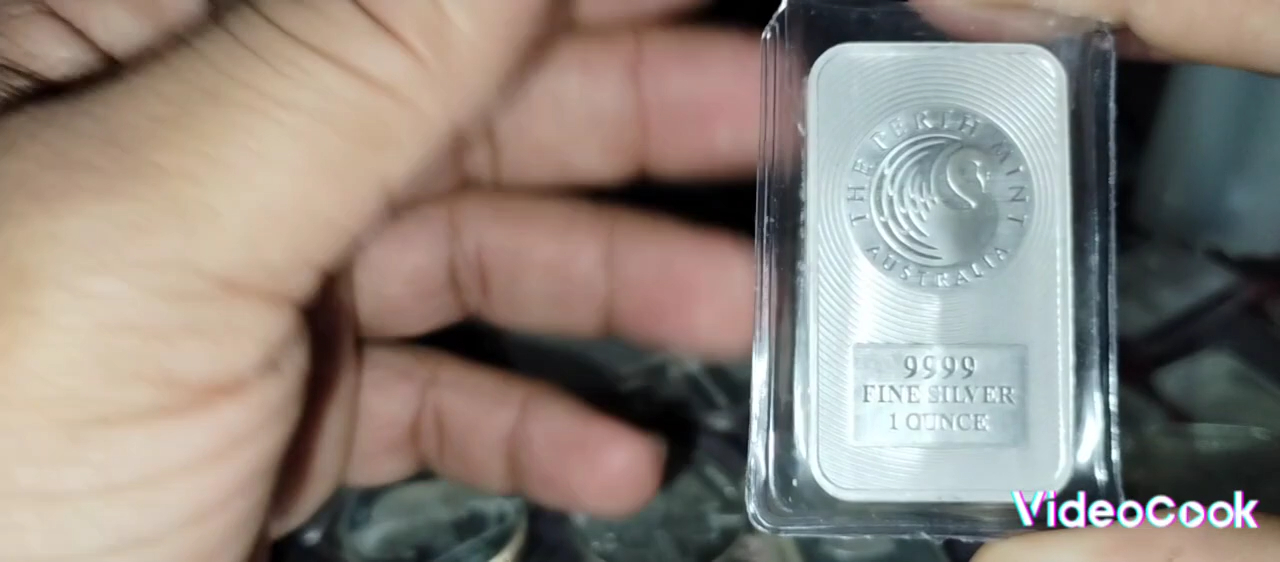 THE PERTH MINT
AUSTRALIA
9999
FINE SILVER
1 OUNCE
VideoCook